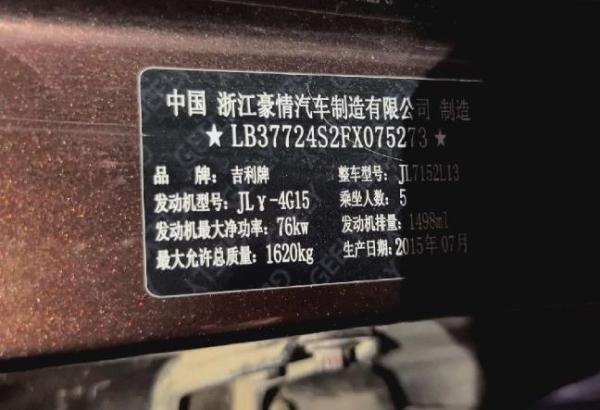 中国 浙江豪情汽车制造有限公司 制造
★ LB37724S2FX075273 ★
品 牌：吉利牌 整车型号：JL7152L13
发动机型号：JLγ-4G15 乘坐人数：5
发动机最大净功率：76kw 发动机排量：1498ml
最大允许总质量：1620kg 生产日期：2015年07月